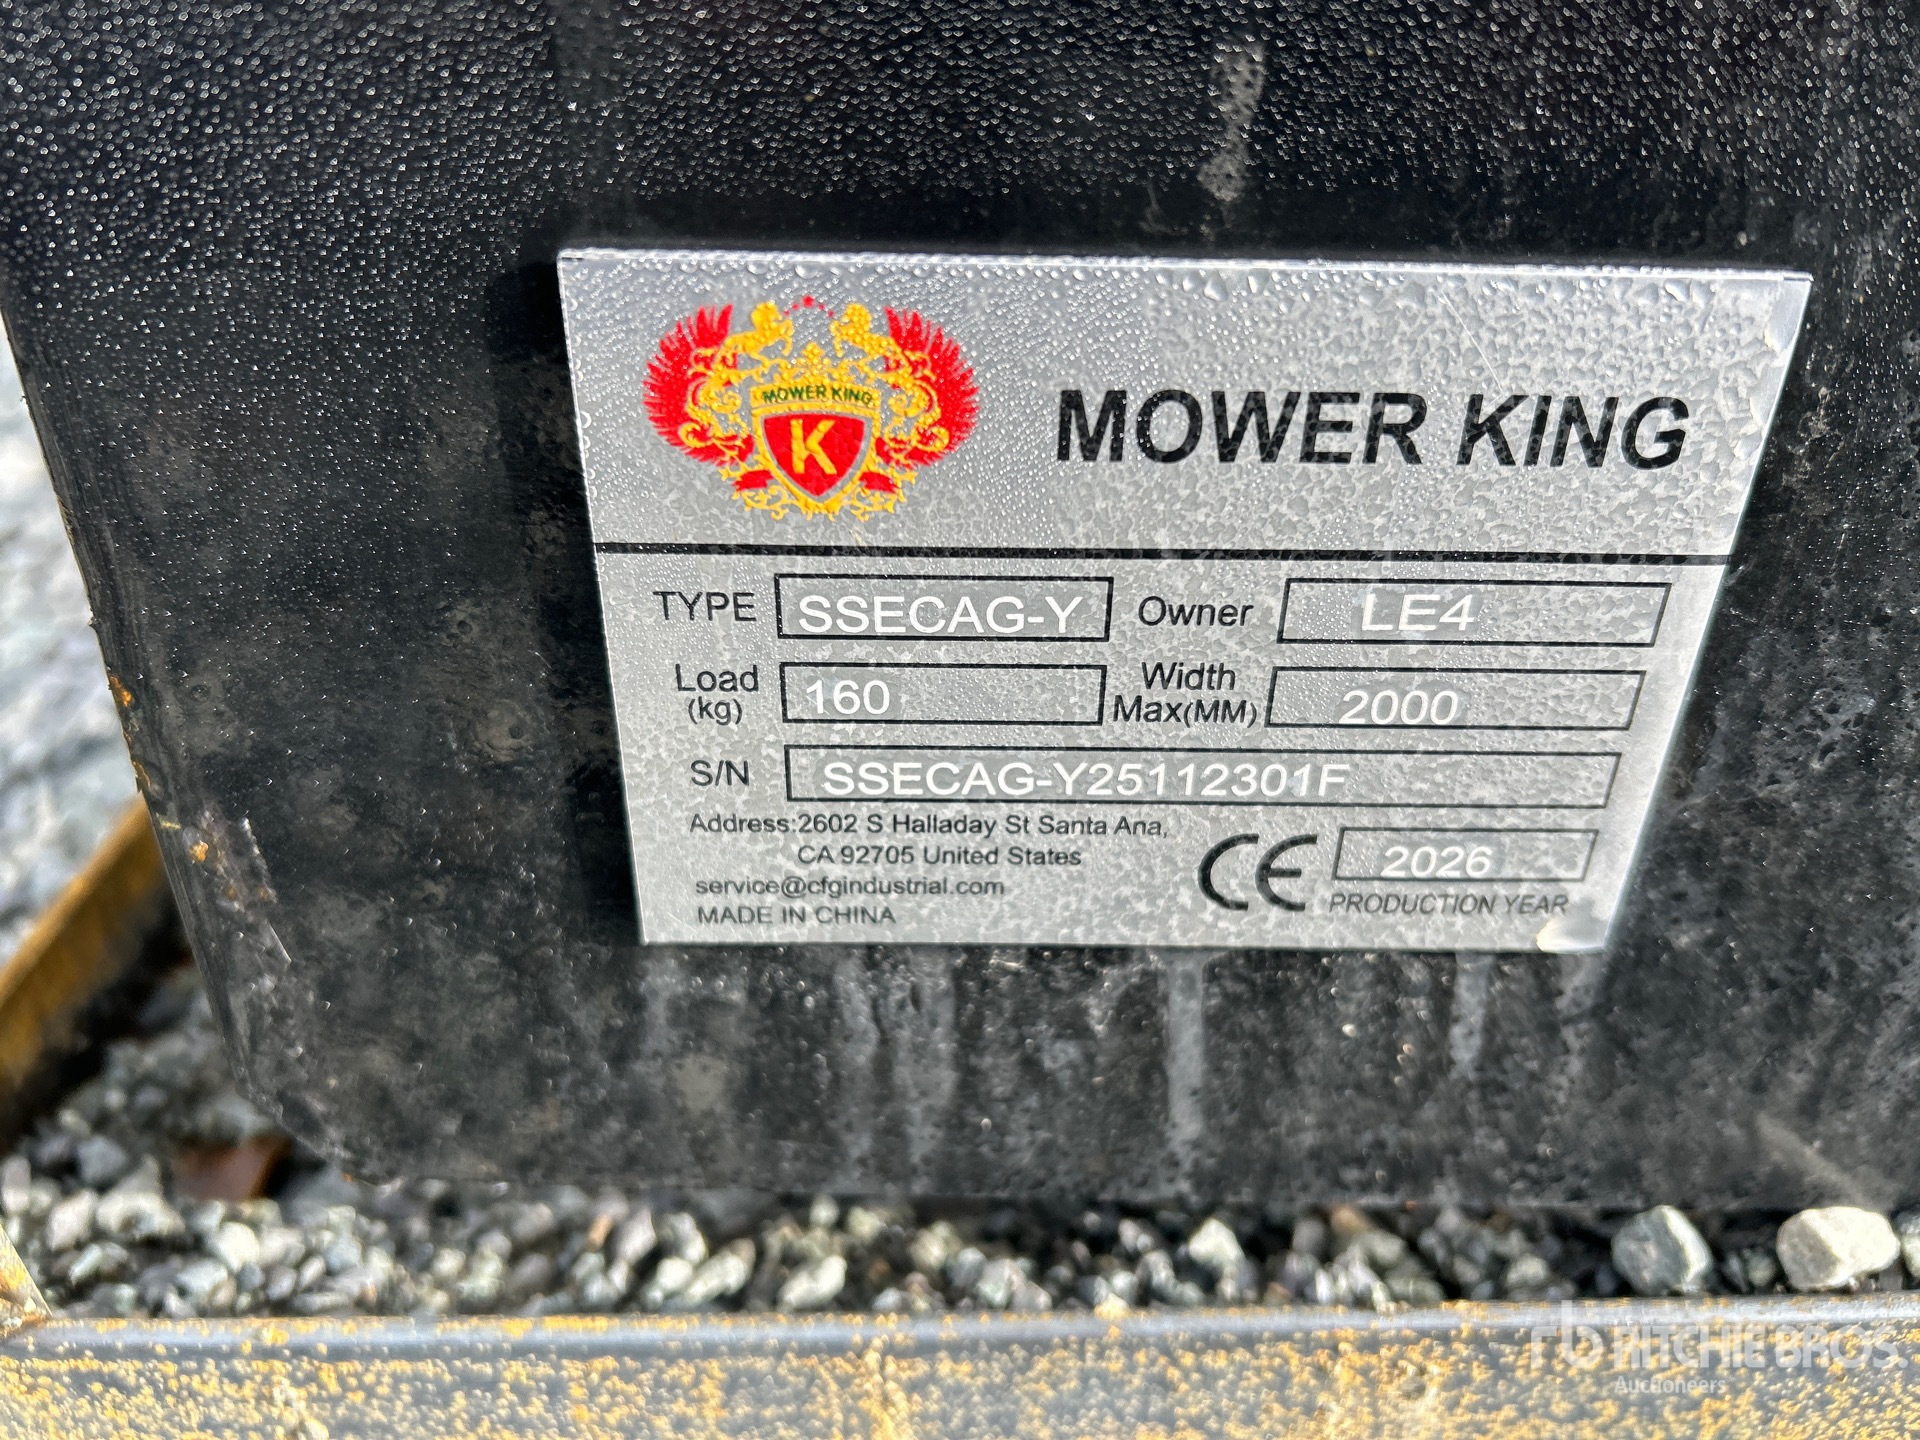 MOWER KING
K
MOWER KING
TYPE SSECAG-Y Owner LE4
Load (kg) 160 Width Max(MM) 2000
S/N SSECAG-Y25112301F
Address:2602 S Halladay St Santa Ana,
CA 92705 United States
service@cfgindustrial.com
MADE IN CHINA
CE 2026
PRODUCTION YEAR
rb RITCHIE BROS.
Auctioneers